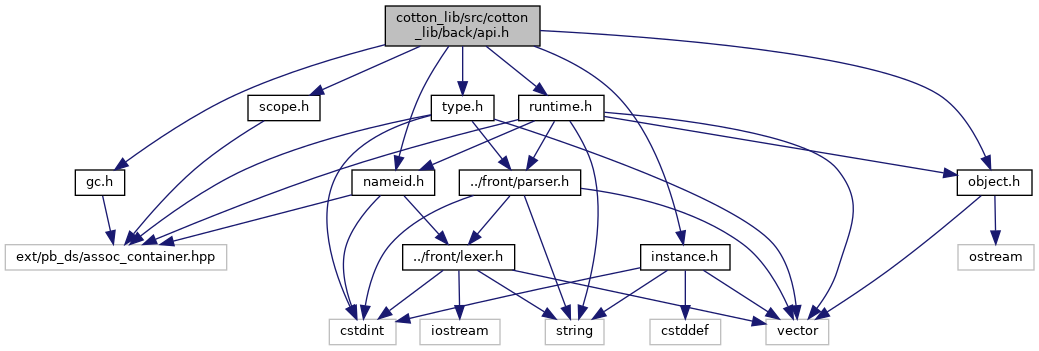 cotton_lib/src/cotton
_lib/back/api.h
scope.h
type.h
runtime.h
gc.h
nameid.h
../front/parser.h
object.h
ext/pb_ds/assoc_container.hpp
../front/lexer.h
instance.h
ostream
cstdint
iostream
string
cstddef
vector